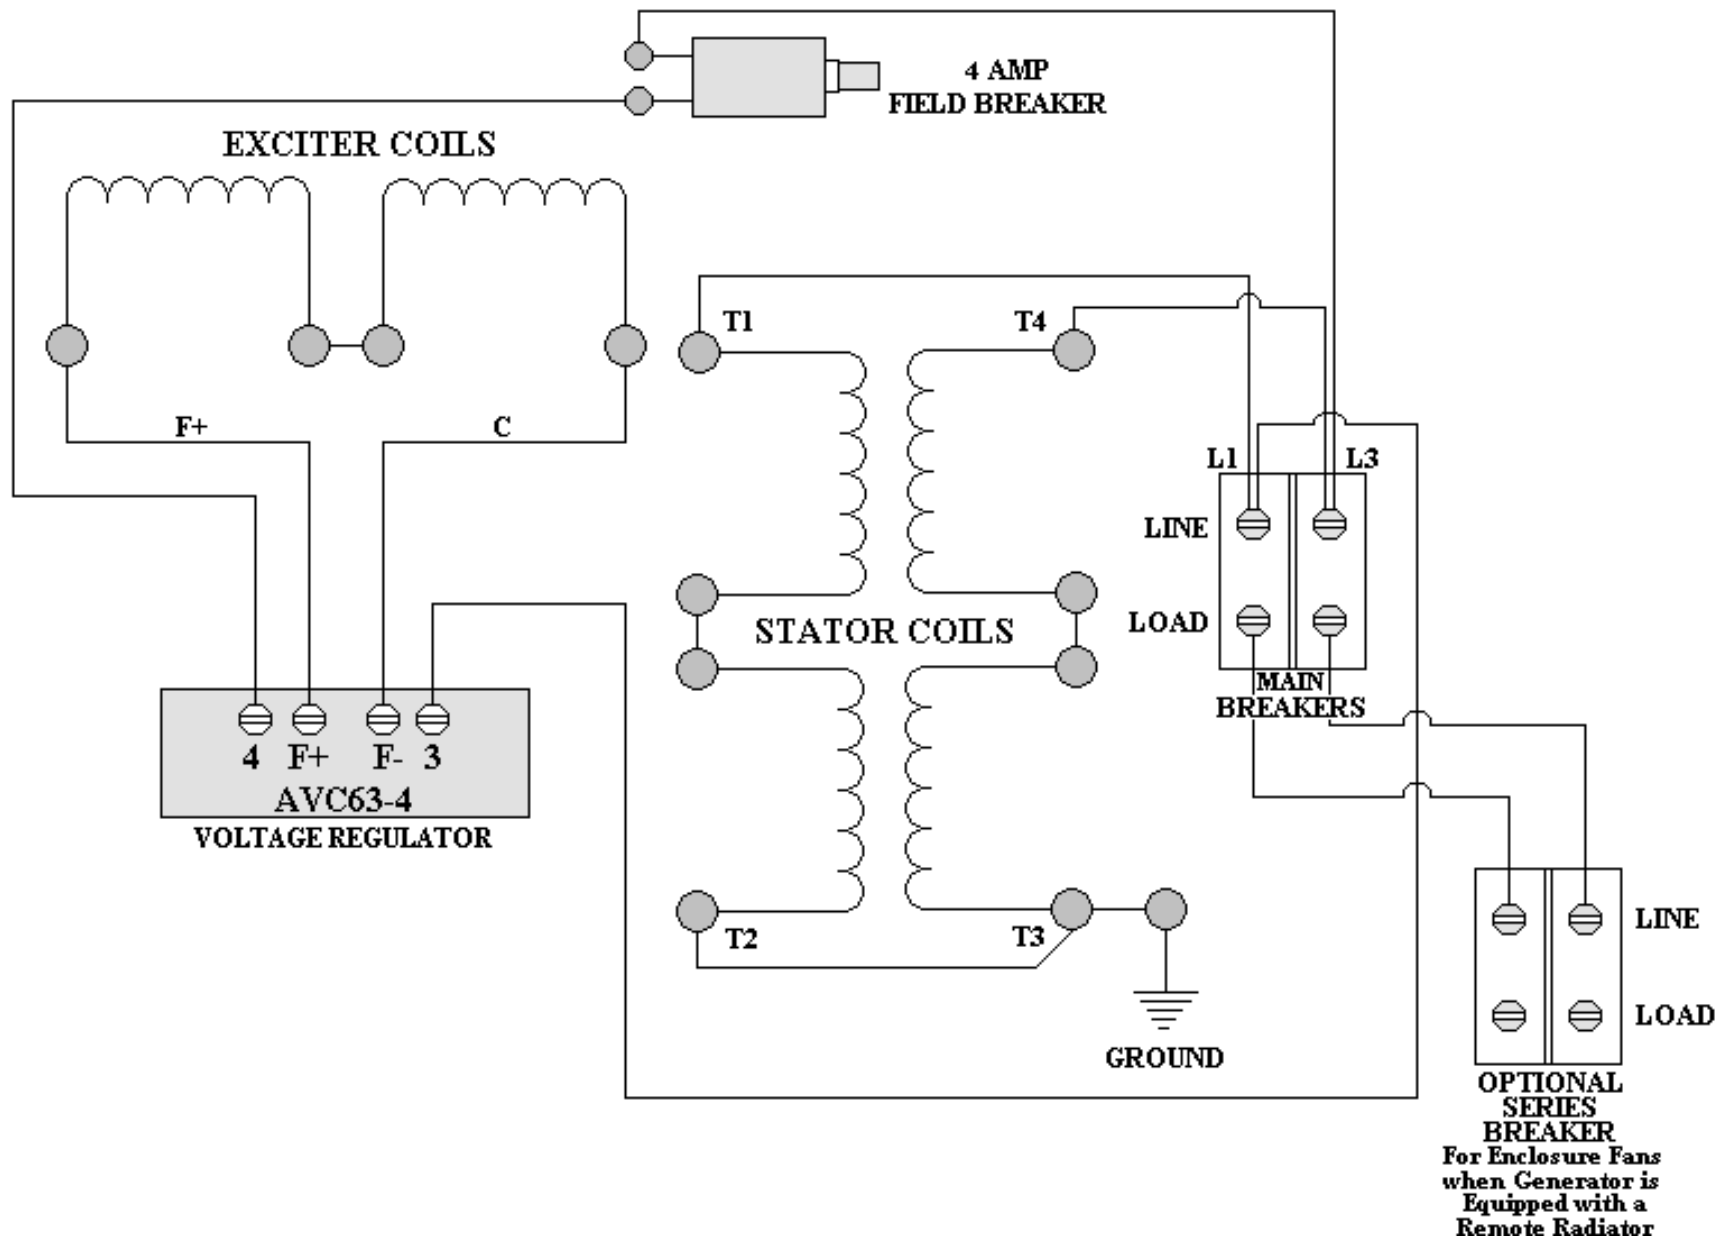 4 AMP
FIELD BREAKER
EXCITER COILS
T1
T4
F+
C
L1
L3
LINE
LOAD
STATOR COILS
MAIN
BREAKERS
4 F+ F- 3
AVC63-4
VOLTAGE REGULATOR
T2
T3
LINE
LOAD
GROUND
OPTIONAL
SERIES
BREAKER
For Enclosure Fans
when Generator is
Equipped with a
Remote Radiator